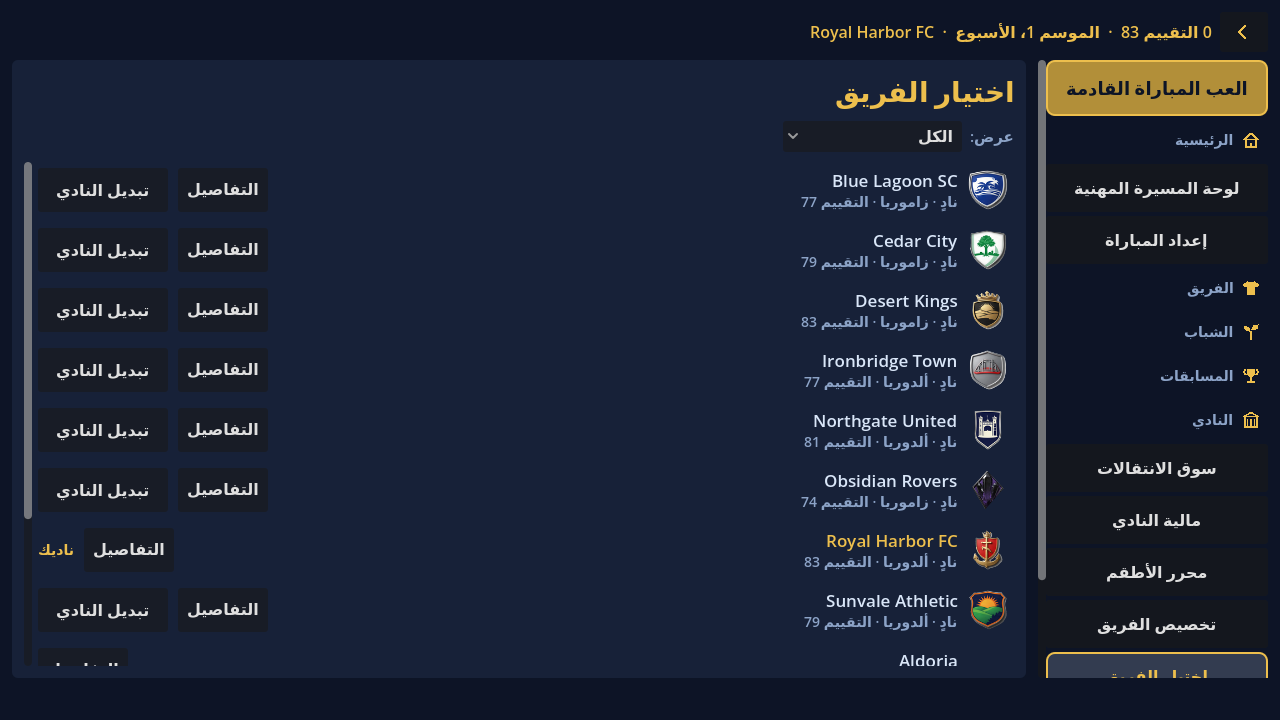 Royal Harbor FC · الموسم 1، الأسبوع 0 التقييم 83
العب المباراة القادمة
الرئيسية
لوحة المسيرة المهنية
إعداد المباراة
الفريق
الشباب
المسابقات
النادي
سوق الانتقالات
مالية النادي
محرر الأطقم
تخصيص الفريق
اختيار الفريق
اختيار الفريق
عرض: الكل
Blue Lagoon SC
نادٍ · زاموريا · التقييم 77
التفاصيل
تبديل النادي
Cedar City
نادٍ · زاموريا · التقييم 79
التفاصيل
تبديل النادي
Desert Kings
نادٍ · زاموريا · التقييم 83
التفاصيل
تبديل النادي
Ironbridge Town
نادٍ · ألدوريا · التقييم 77
التفاصيل
تبديل النادي
Northgate United
نادٍ · ألدوريا · التقييم 81
التفاصيل
تبديل النادي
Obsidian Rovers
نادٍ · زاموريا · التقييم 74
التفاصيل
تبديل النادي
Royal Harbor FC
نادٍ · ألدوريا · التقييم 83
التفاصيل
ناديك
Sunvale Athletic
نادٍ · ألدوريا · التقييم 79
التفاصيل
تبديل النادي
Aldoria
التفاصيل